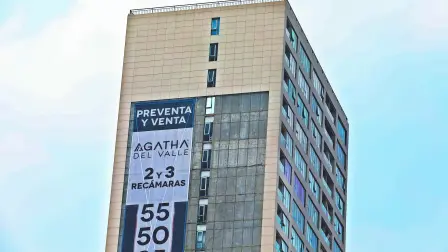 PREVENTA
Y VENTA
AGATHA
DEL VALLE
2 Y 3
RECÁMARAS
55
50